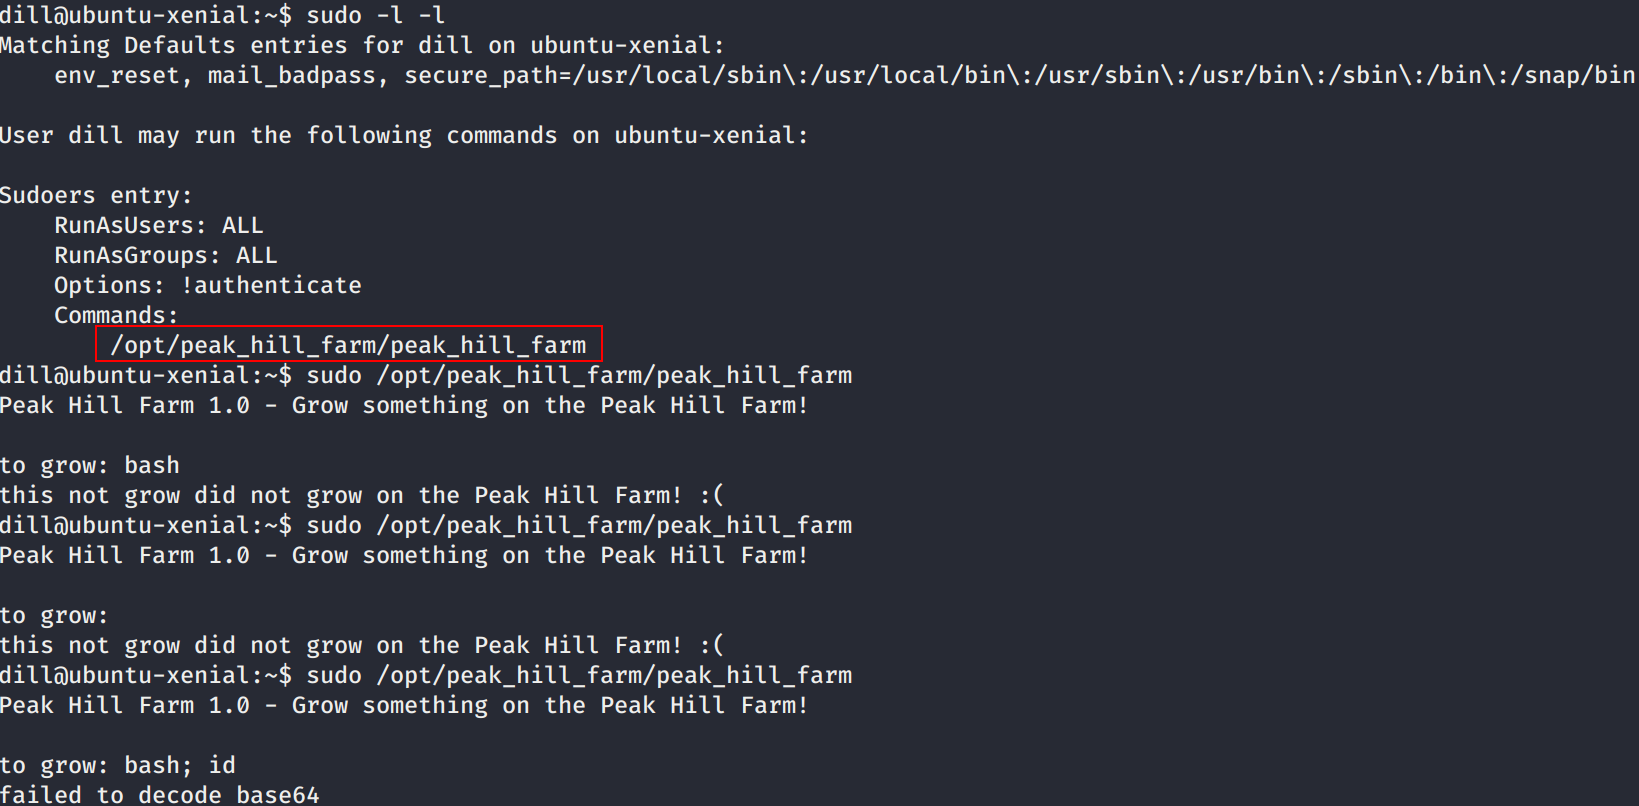 dill@ubuntu-xenial:~$ sudo -l -l
Matching Defaults entries for dill on ubuntu-xenial:
    env_reset, mail_badpass, secure_path=/usr/local/sbin\:/usr/local/bin\:/usr/sbin\:/usr/bin\:/sbin\:/bin\:/snap/bin
User dill may run the following commands on ubuntu-xenial:
Sudoers entry:
    RunAsUsers: ALL
    RunAsGroups: ALL
    Options: !authenticate
    Commands:
        /opt/peak_hill_farm/peak_hill_farm
dill@ubuntu-xenial:~$ sudo /opt/peak_hill_farm/peak_hill_farm
Peak Hill Farm 1.0 - Grow something on the Peak Hill Farm!
to grow: bash
this not grow did not grow on the Peak Hill Farm! :(
dill@ubuntu-xenial:~$ sudo /opt/peak_hill_farm/peak_hill_farm
Peak Hill Farm 1.0 - Grow something on the Peak Hill Farm!
to grow:
this not grow did not grow on the Peak Hill Farm! :(
dill@ubuntu-xenial:~$ sudo /opt/peak_hill_farm/peak_hill_farm
Peak Hill Farm 1.0 - Grow something on the Peak Hill Farm!
to grow: bash; id
failed to decode base64